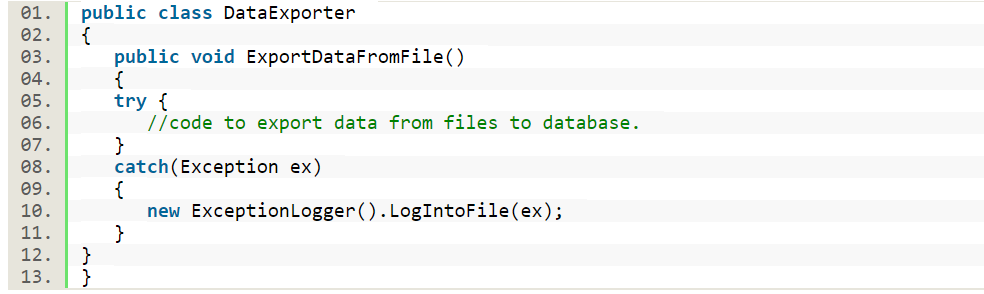 01. public class DataExporter
02. {
03.    public void ExportDataFromFile()
04.    {
05.    try {
06.       //code to export data from files to database.
07.    }
08.    catch(Exception ex)
09.    {
10.       new ExceptionLogger().LogIntoFile(ex);
11.    }
12. }
13. }